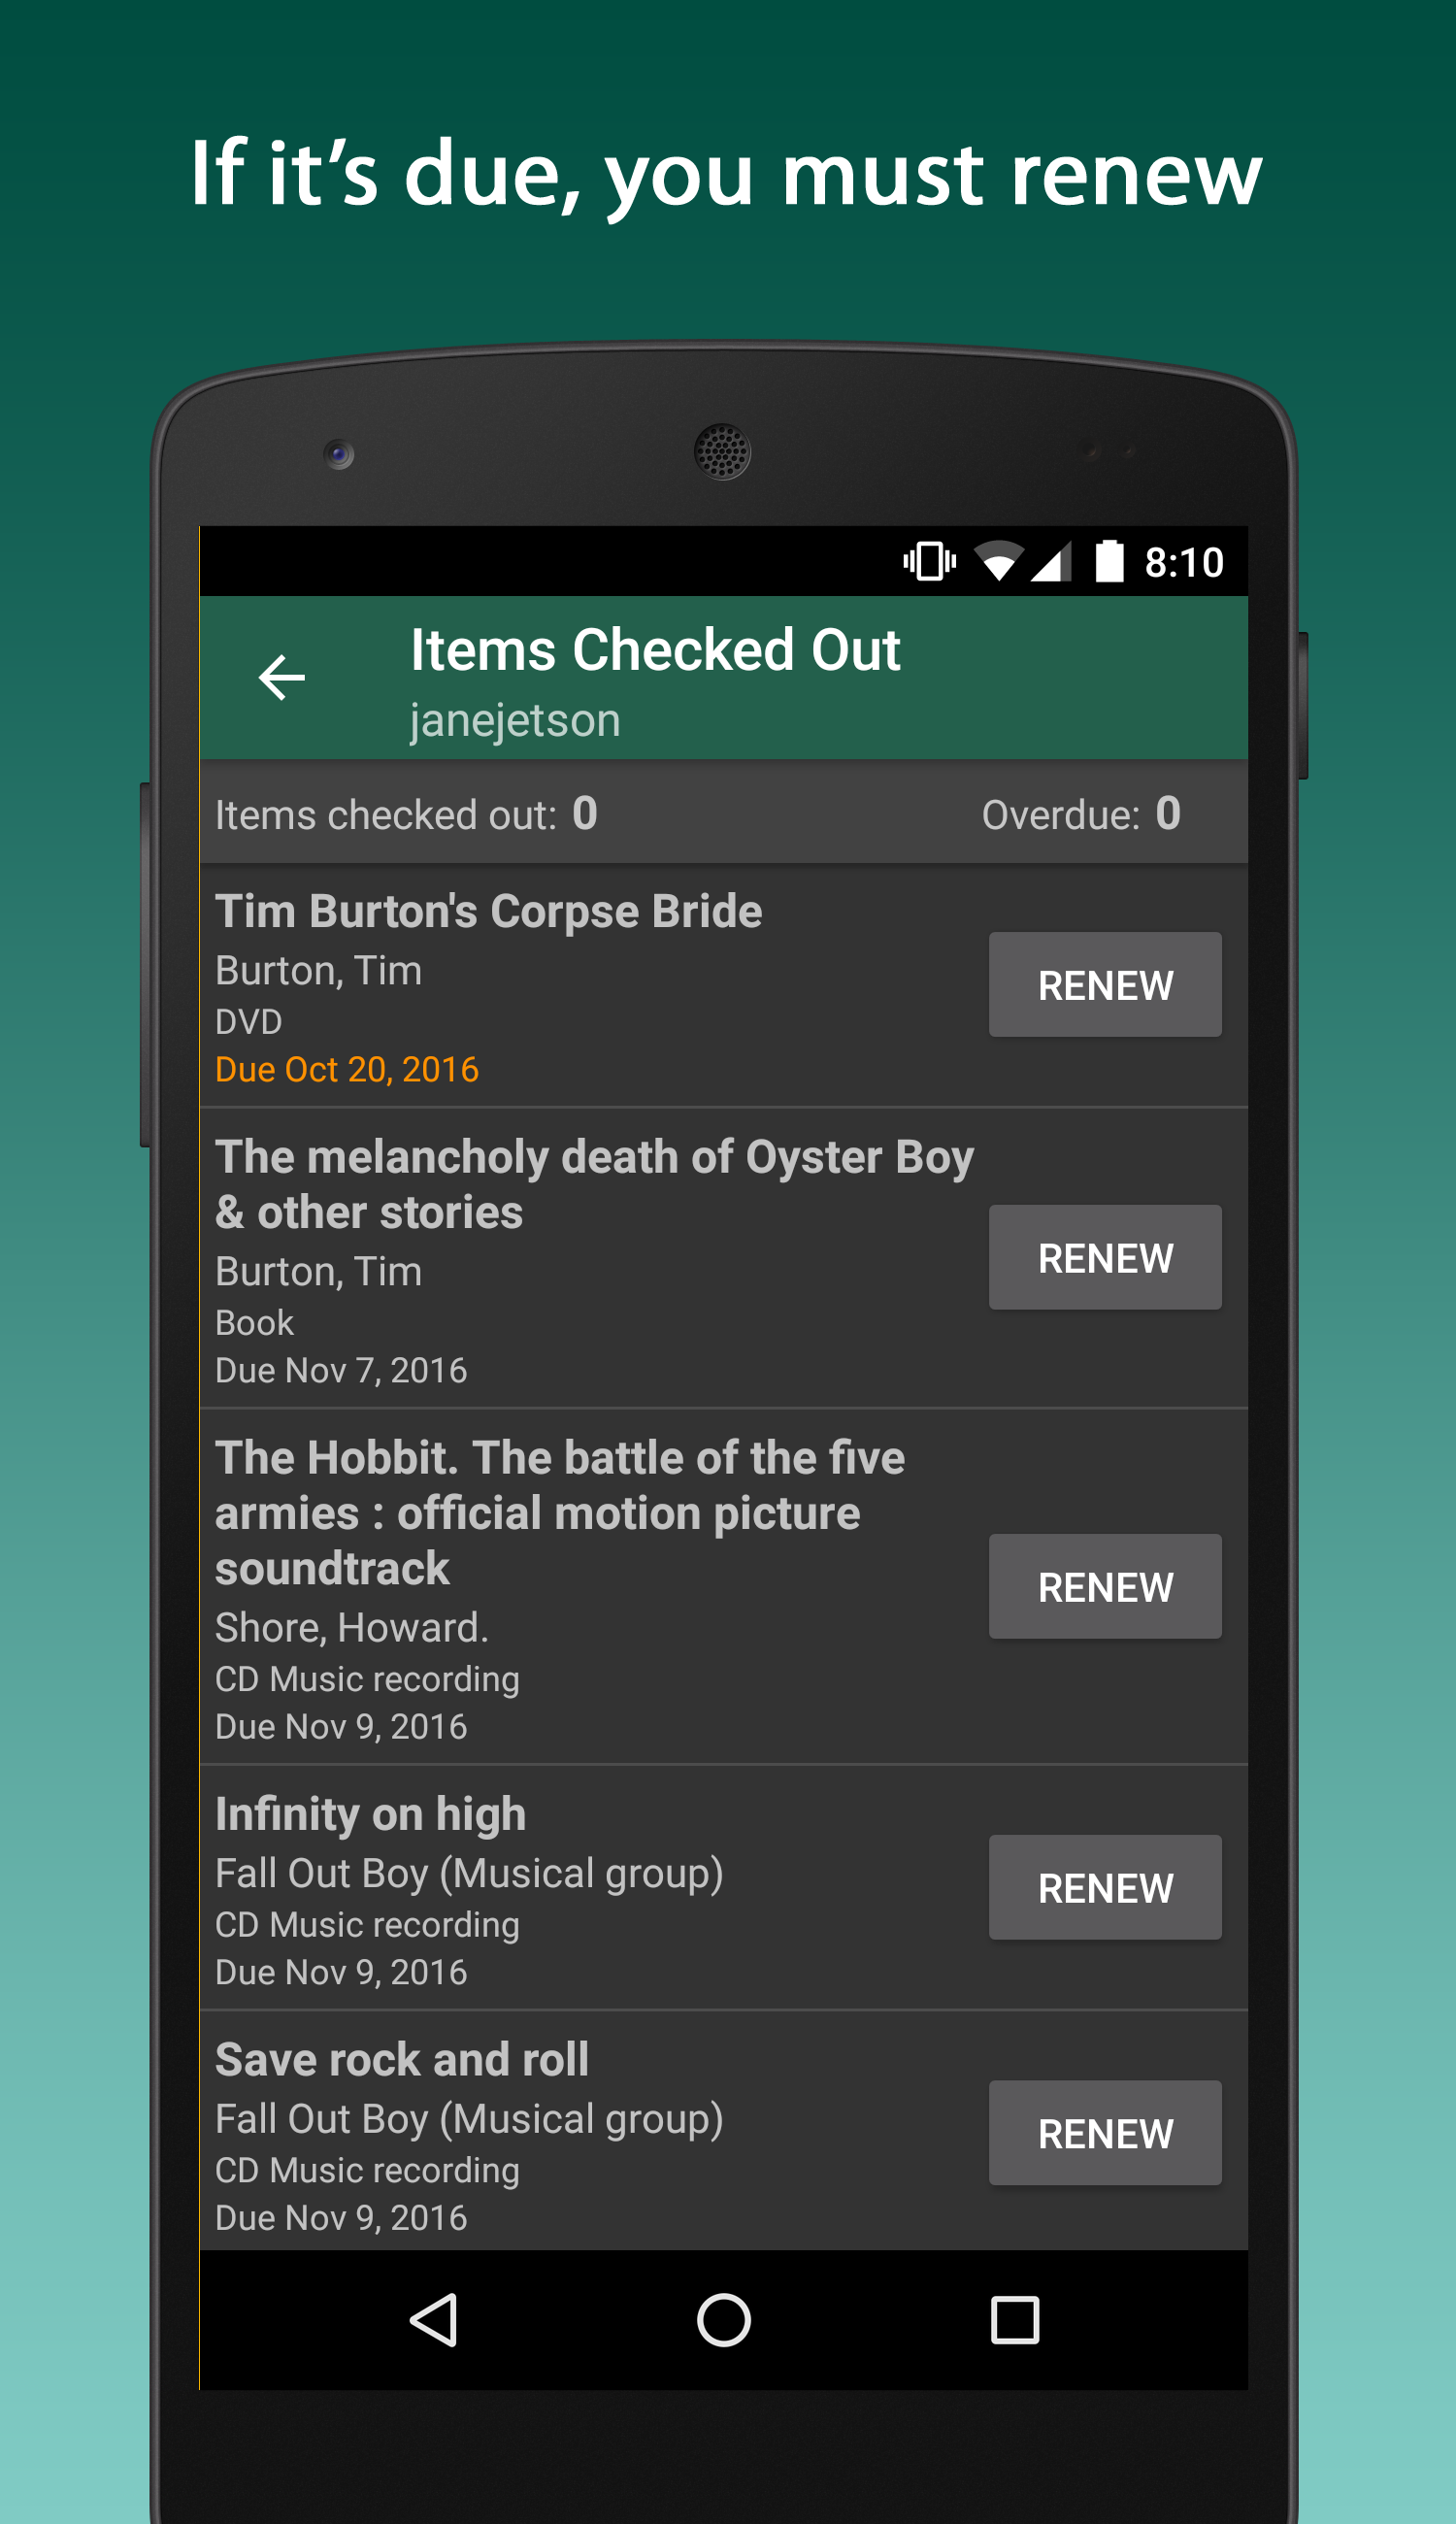 If it’s due, you must renew
8:10
Items Checked Out
janejetson
Items checked out: 0 Overdue: 0
Tim Burton's Corpse Bride
Burton, Tim
DVD
Due Oct 20, 2016
RENEW
The melancholy death of Oyster Boy
& other stories
Burton, Tim
Book
Due Nov 7, 2016
RENEW
The Hobbit. The battle of the five
armies : official motion picture
soundtrack
Shore, Howard.
CD Music recording
Due Nov 9, 2016
RENEW
Infinity on high
Fall Out Boy (Musical group)
CD Music recording
Due Nov 9, 2016
RENEW
Save rock and roll
Fall Out Boy (Musical group)
CD Music recording
Due Nov 9, 2016
RENEW